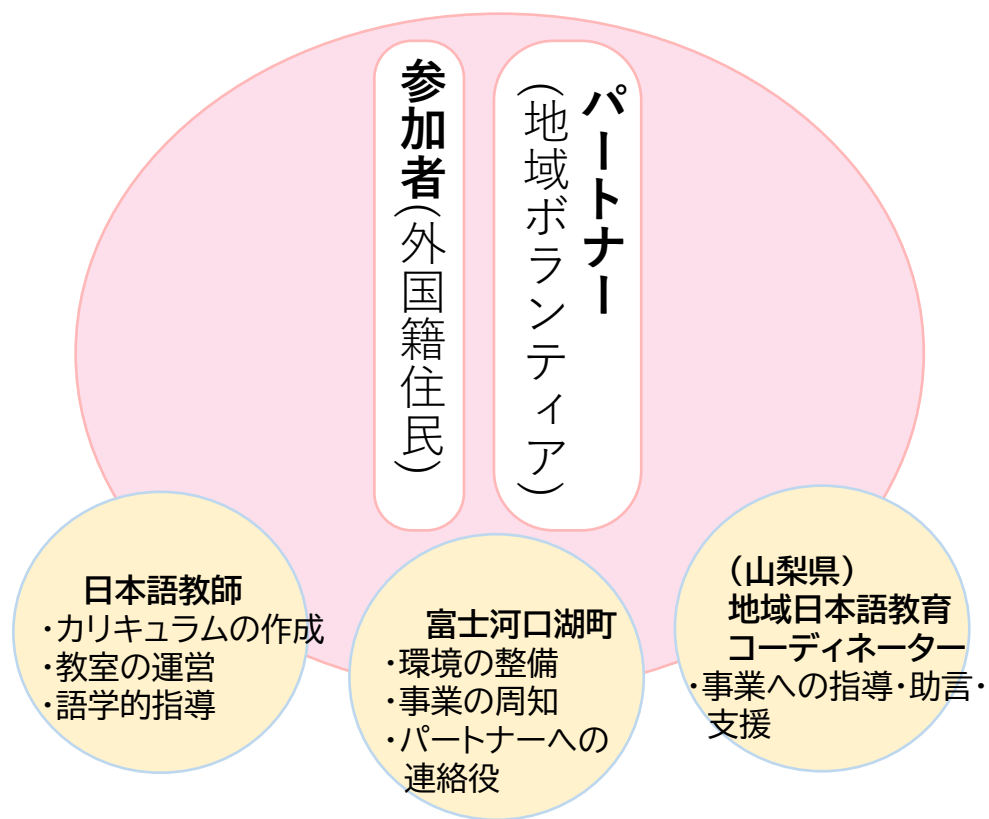 パートナー
(地域ボランティア)
参加者(外国籍住民)
日本語教師
・カリキュラムの作成
・教室の運営
・語学的指導
富士河口湖町
・環境の整備
・事業の周知
・パートナーへの
連絡役
(山梨県)
地域日本語教育
コーディネーター
・事業への指導・助言・
支援